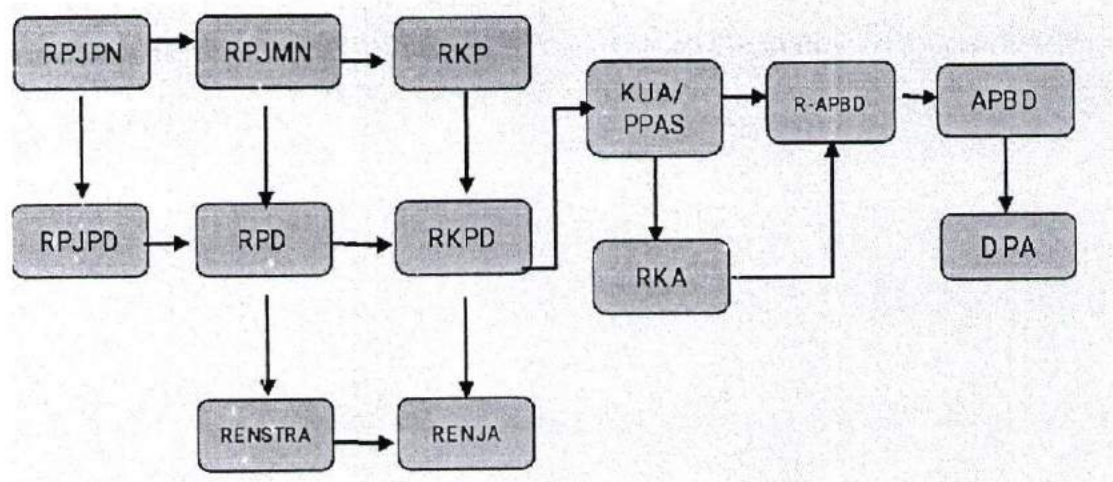 RPJPN
RPJMN
RKP
KUA/
PPAS
R-APBD
APBD
RPJPD
RPD
RKPD
RKA
DPA
RENSTRA
RENJA